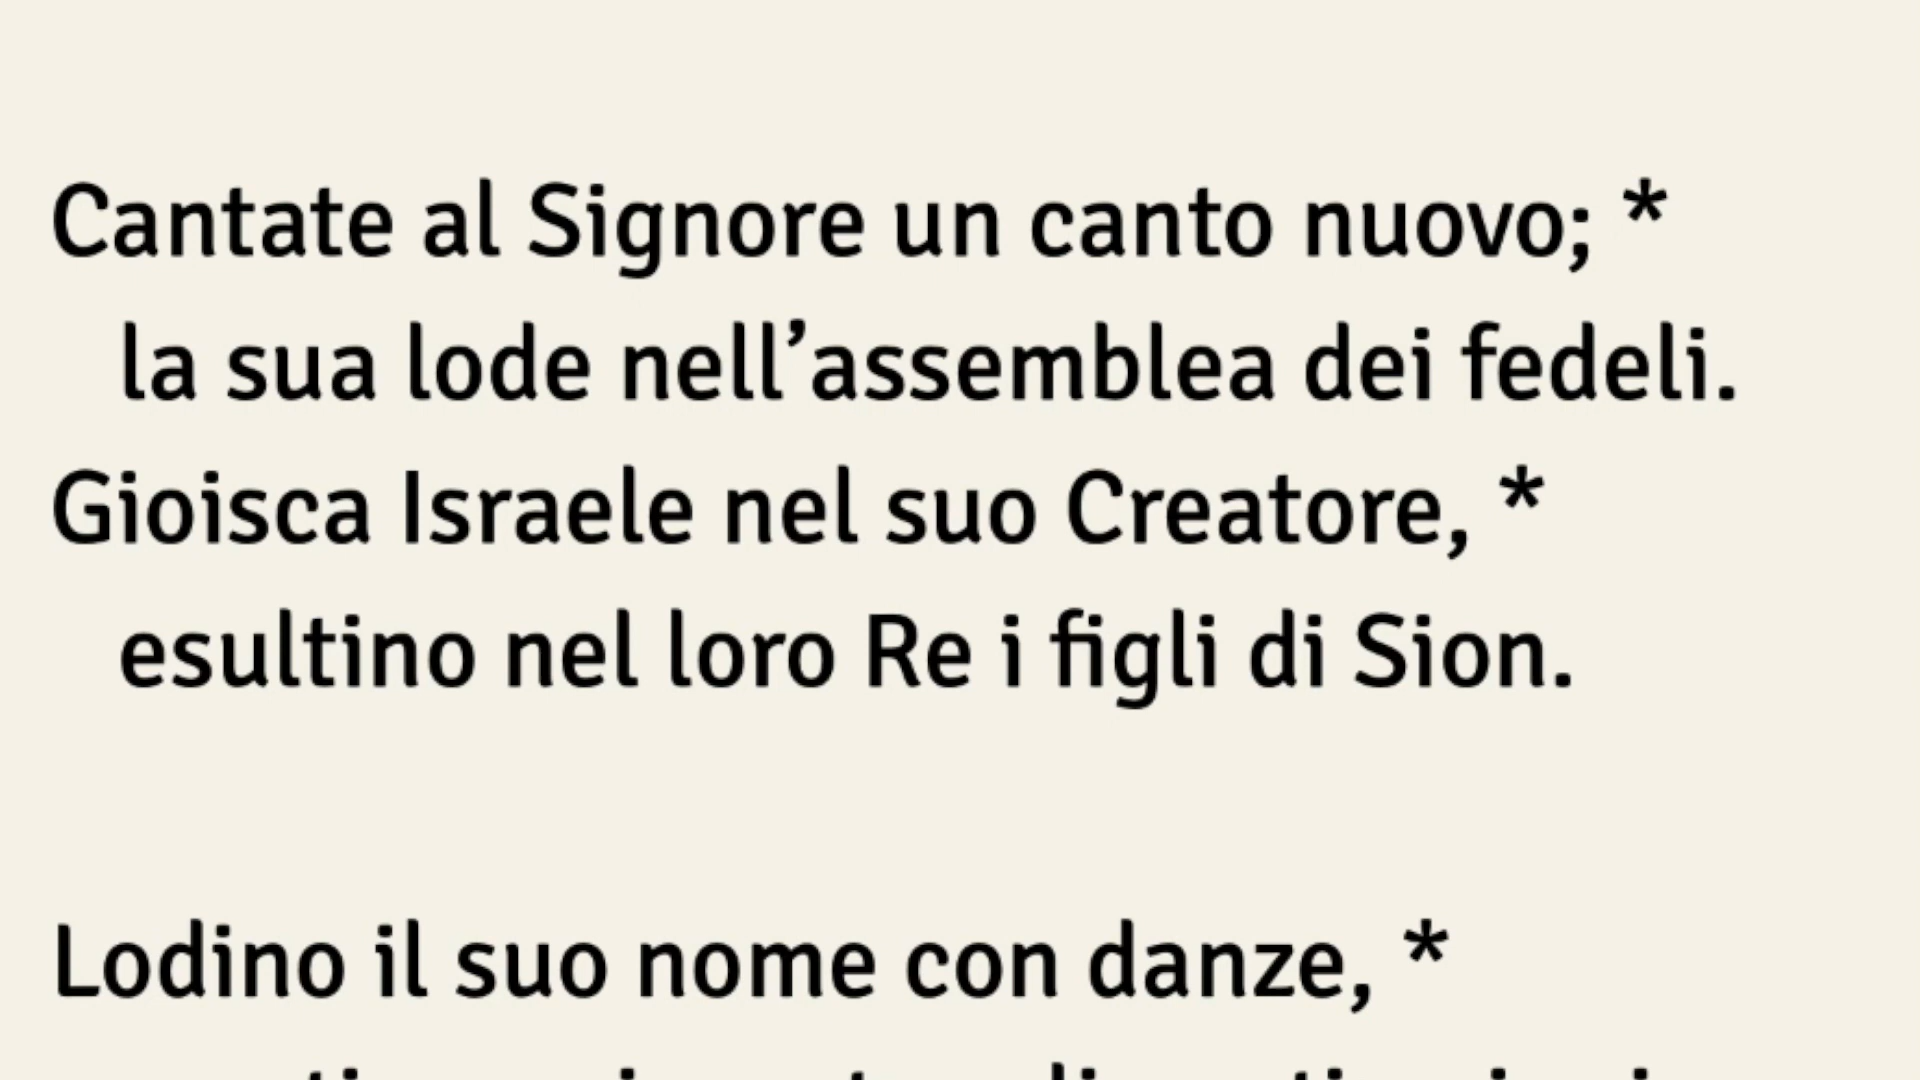 Cantate al Signore un canto nuovo; *
la sua lode nell’assemblea dei fedeli.
Gioisca Israele nel suo Creatore, *
esultino nel loro Re i figli di Sion.
Lodino il suo nome con danze, *